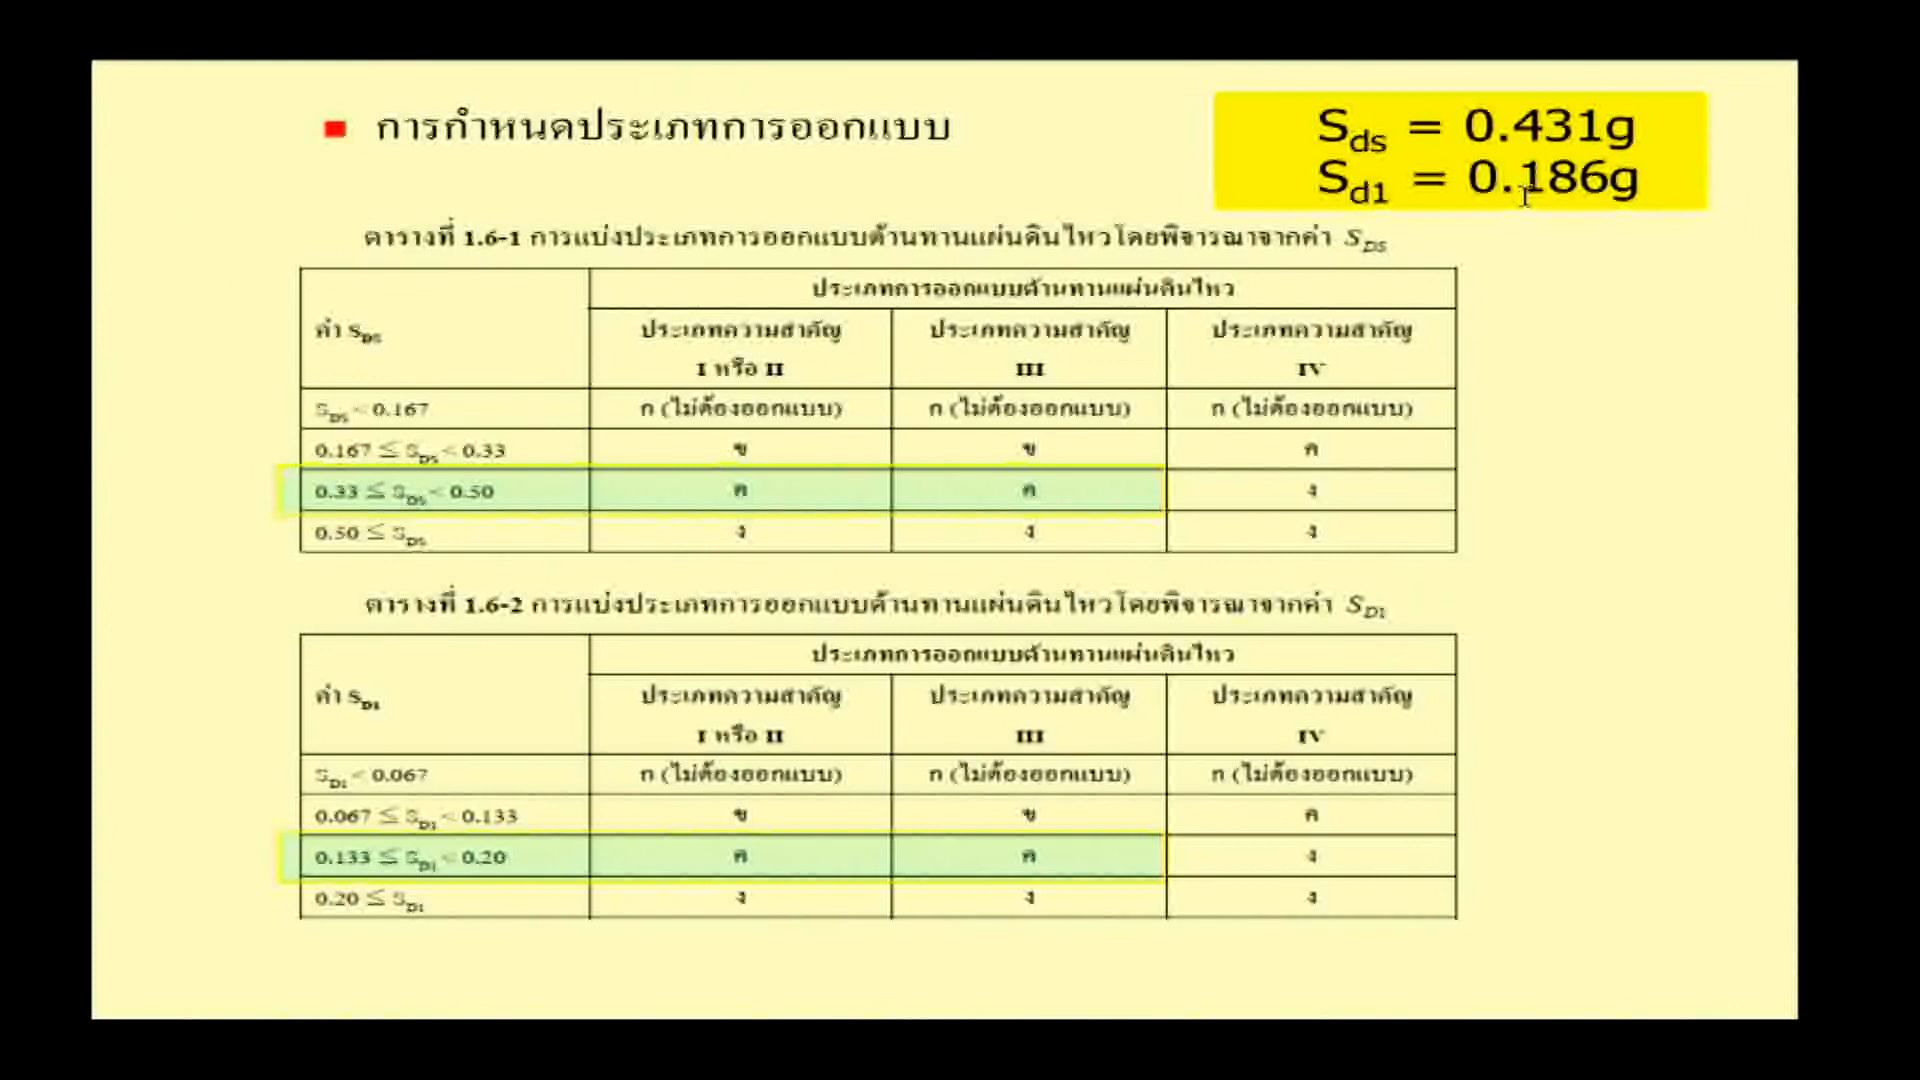 การกำหนดประเภทการออกแบบ
Sds = 0.431g
Sd1 = 0.186g
ตารางที่ 1.6-1 การแบ่งประเภทการออกแบบต้านทานแผ่นดินไหวโดยพิจารณาจากค่า SDS
ประเภทการออกแบบต้านทานแผ่นดินไหว
ค่า SDS
ประเภทความสำคัญ ประเภทความสำคัญ ประเภทความสำคัญ
I หรือ II III IV
SDS < 0.167 ก (ไม่ต้องออกแบบ) ก (ไม่ต้องออกแบบ) ก (ไม่ต้องออกแบบ)
0.167 ≤ SDS < 0.33 ข ข ค
0.33 ≤ SDS < 0.50 ค ค ง
0.50 ≤ SDS ง ง ง
ตารางที่ 1.6-2 การแบ่งประเภทการออกแบบต้านทานแผ่นดินไหวโดยพิจารณาจากค่า SD1
ประเภทการออกแบบต้านทานแผ่นดินไหว
ค่า SD1
ประเภทความสำคัญ ประเภทความสำคัญ ประเภทความสำคัญ
I หรือ II III IV
SD1 < 0.067 ก (ไม่ต้องออกแบบ) ก (ไม่ต้องออกแบบ) ก (ไม่ต้องออกแบบ)
0.067 ≤ SD1 < 0.133 ข ข ค
0.133 ≤ SD1 < 0.20 ค ค ง
0.20 ≤ SD1 ง ง ง